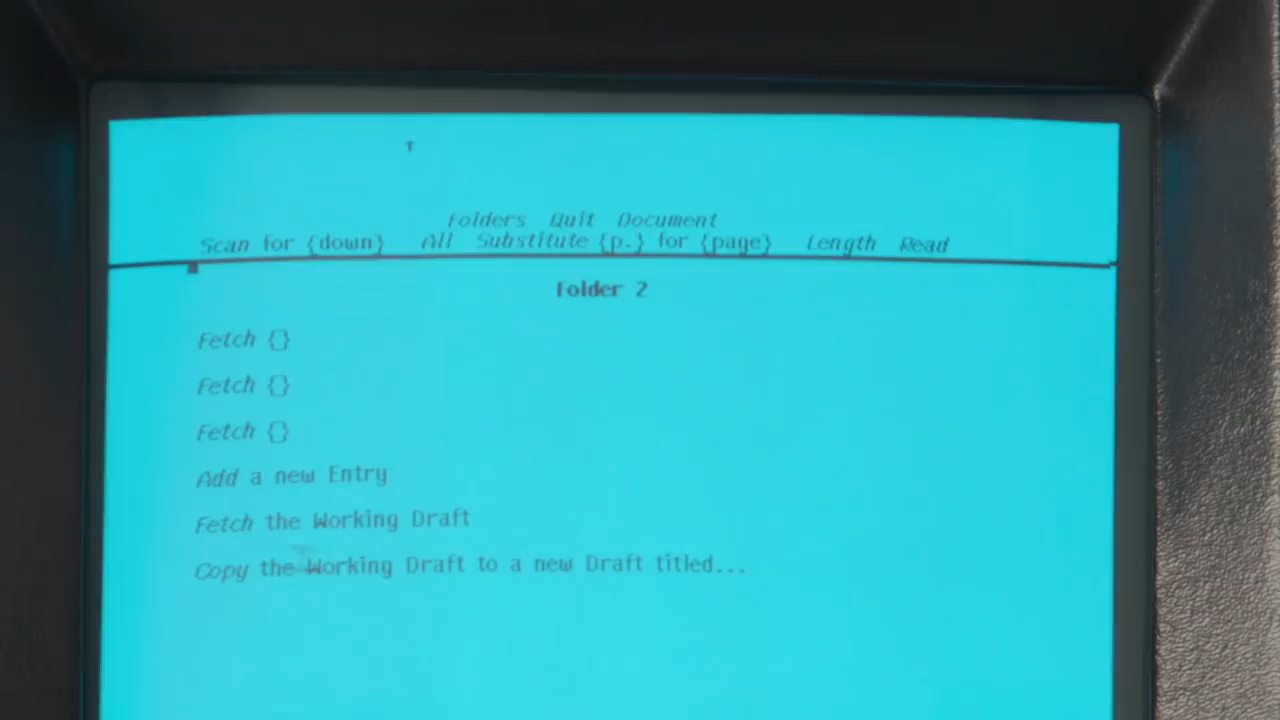 Folders Quit Document
Scan for {down} All Substitute {p.} for {page} Length Read
Folder 2
Fetch {}
Fetch {}
Fetch {}
Add a new Entry
Fetch the Working Draft
Copy the Working Draft to a new Draft titled...